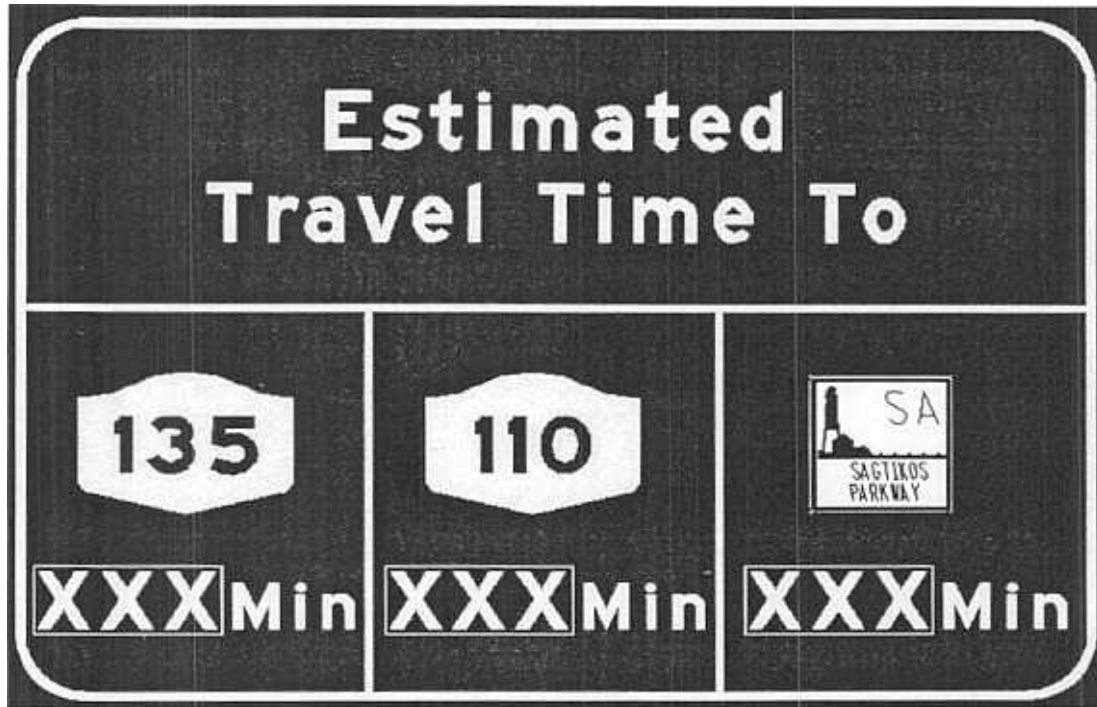 Estimated
Travel Time To
135
XXX Min
110
XXX Min
SA
SAGTIKOS
PARKWAY
XXX Min